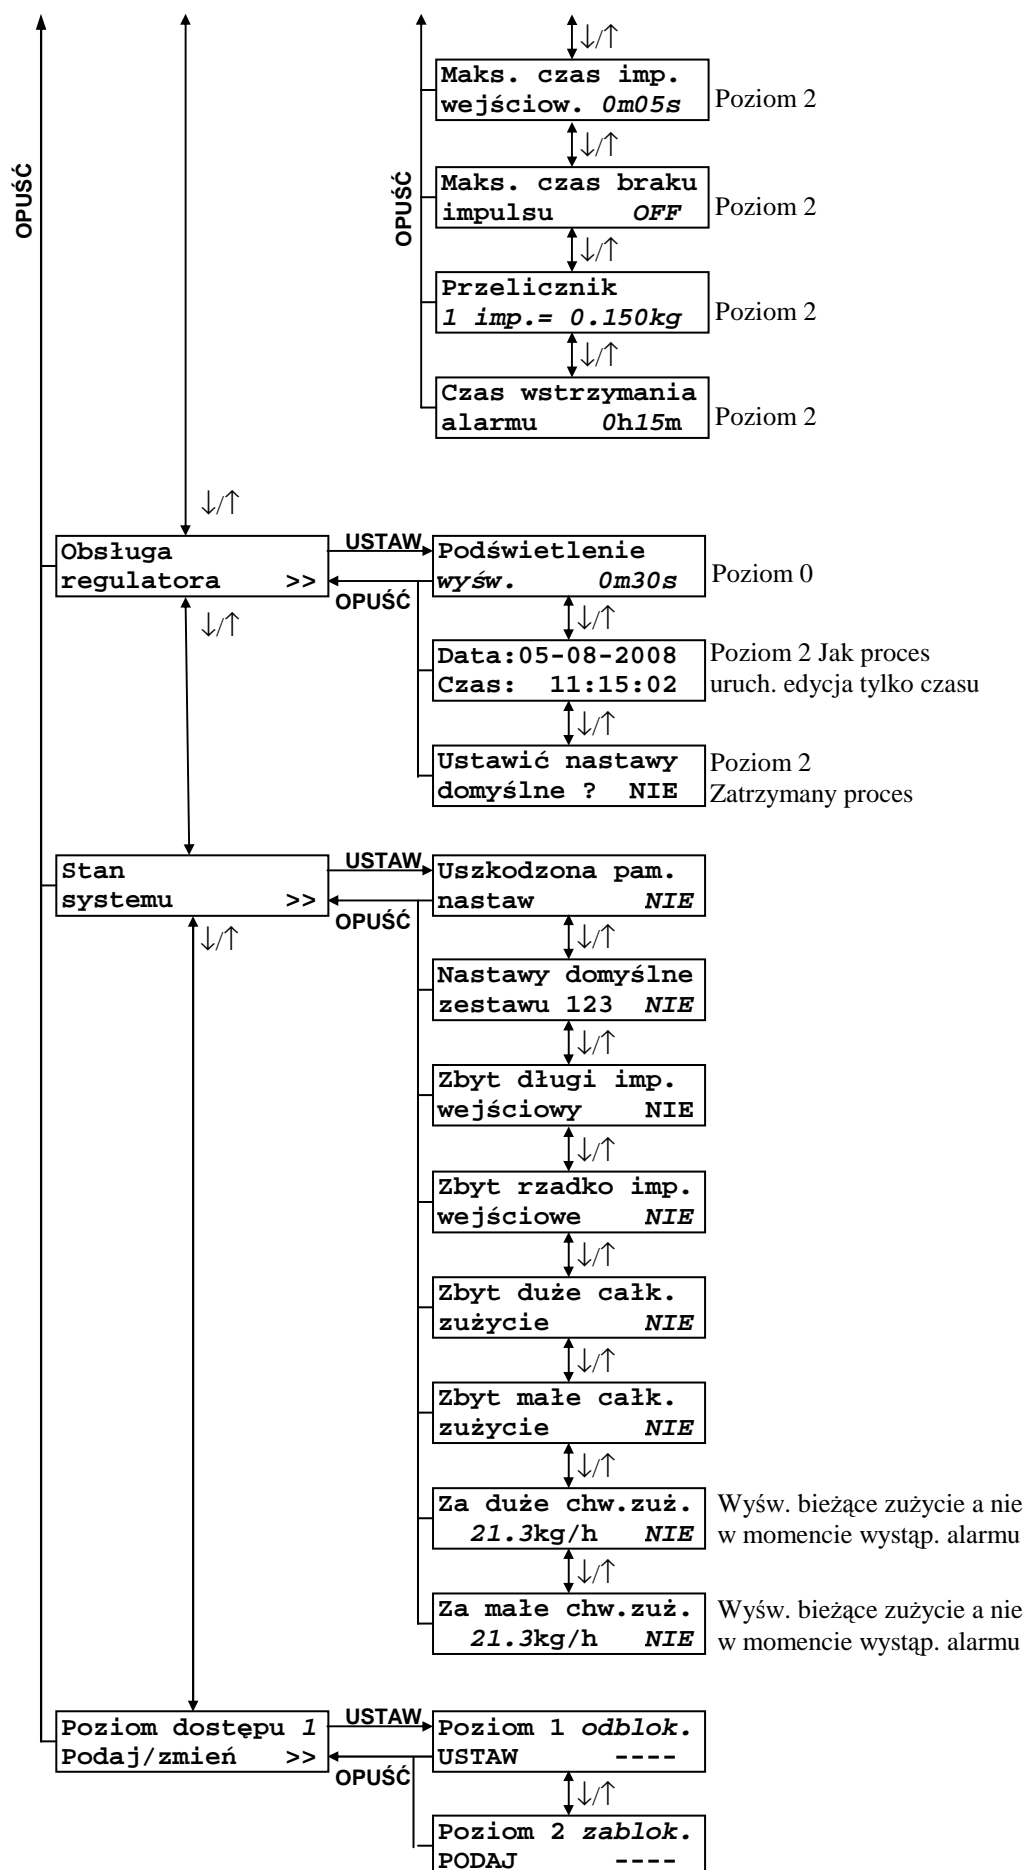 ↓/↑
Maks. czas imp.
wejściow. 0m05s
Poziom 2
↓/↑
OPUŚĆ
OPUŚĆ
Maks. czas braku
impulsu OFF
Poziom 2
↓/↑
Przelicznik
1 imp.= 0.150kg
Poziom 2
↓/↑
Czas wstrzymania
alarmu 0h15m
Poziom 2
↓/↑
Obsługa
regulatora >>
USTAW
OPUŚĆ
Podświetlenie
wyśw. 0m30s
Poziom 0
↓/↑
↓/↑
Data:05-08-2008
Czas: 11:15:02
Poziom 2 Jak proces
uruch. edycja tylko czasu
↓/↑
Ustawić nastawy
domyślne ? NIE
Poziom 2
Zatrzymany proces
Stan
systemu >>
USTAW
OPUŚĆ
Uszkodzona pam.
nastaw NIE
↓/↑
↓/↑
Nastawy domyślne
zestawu 123 NIE
↓/↑
Zbyt długi imp.
wejściowy NIE
↓/↑
Zbyt rzadko imp.
wejściowe NIE
↓/↑
Zbyt duże całk.
zużycie NIE
↓/↑
Zbyt małe całk.
zużycie NIE
↓/↑
Za duże chw.zuż.
21.3kg/h NIE
Wyśw. bieżące zużycie a nie
w momencie wystąp. alarmu
↓/↑
Za małe chw.zuż.
21.3kg/h NIE
Wyśw. bieżące zużycie a nie
w momencie wystąp. alarmu
Poziom dostępu 1
Podaj/zmień >>
USTAW
OPUŚĆ
Poziom 1 odblok.
USTAW ----
↓/↑
Poziom 2 zablok.
PODAJ ----